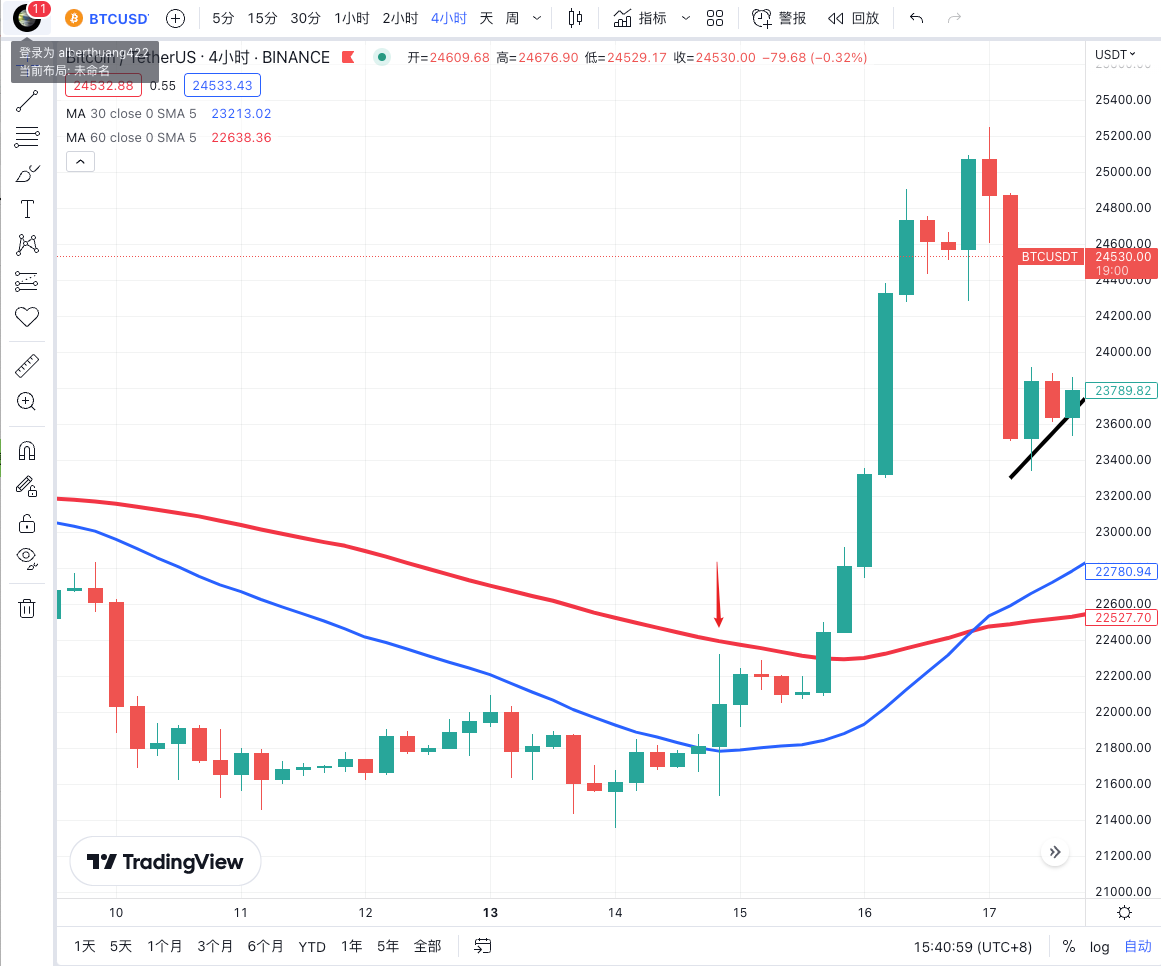 11
BTCUSD
5分 15分 30分 1小时 2小时 4小时 天 周
指标
警报
回放
登录为 alberthuang422
当前布局: 未命名
Bitcoin / TetherUS · 4小时 · BINANCE
开=24609.68 高=24676.90 低=24529.17 收=24530.00 −79.68 (−0.32%)
USDT
24532.88 0.55 24533.43
MA 30 close 0 SMA 5 23213.02
MA 60 close 0 SMA 5 22638.36
25400.00
25200.00
25000.00
24800.00
24600.00
BTCUSDT 24530.00
19:00
24400.00
24200.00
24000.00
23789.82
23600.00
23400.00
23200.00
23000.00
22780.94
22600.00
22527.70
22400.00
22200.00
22000.00
21800.00
21600.00
21400.00
21200.00
21000.00
TradingView
10 11 12 13 14 15 16 17
1天 5天 1个月 3个月 6个月 YTD 1年 5年 全部
15:40:59 (UTC+8) % log 自动